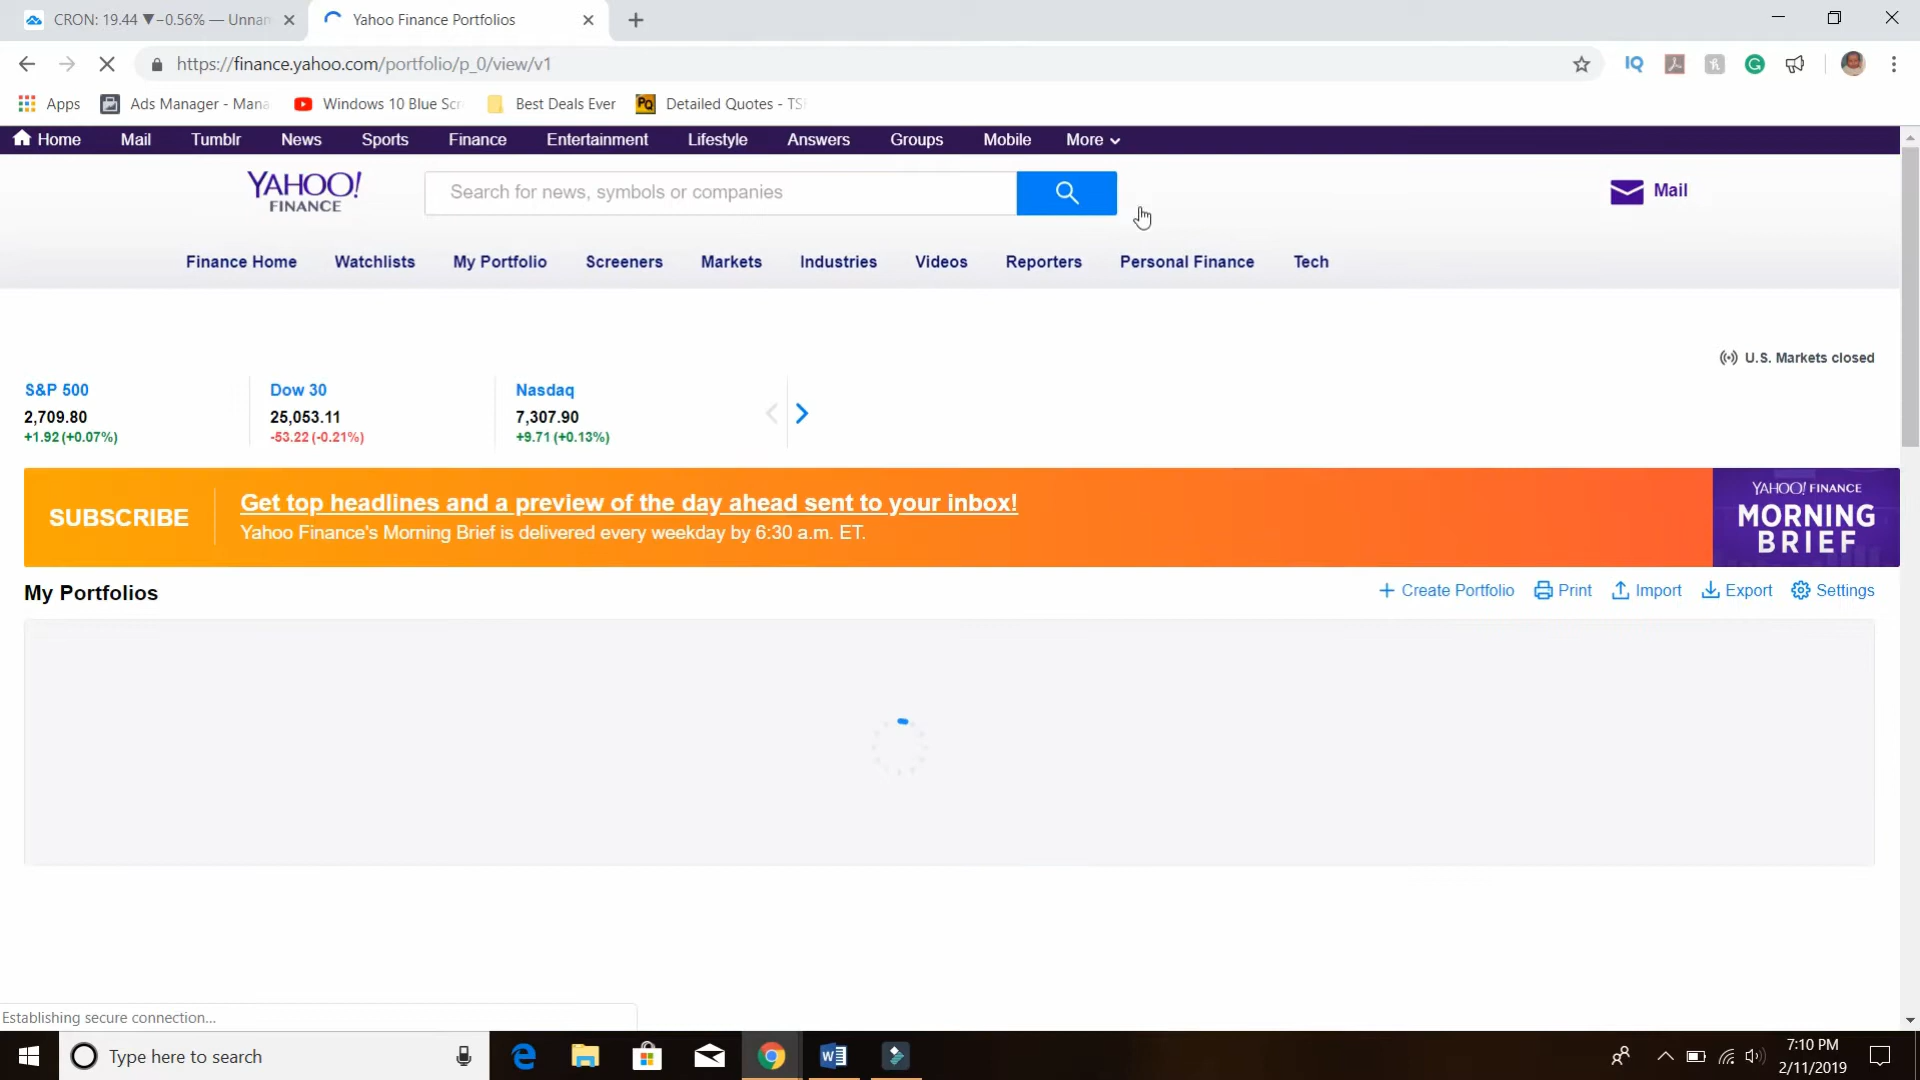 CRON: 19.44 ▼−0.56% — Unnam
Yahoo Finance Portfolios
https://finance.yahoo.com/portfolio/p_0/view/v1
IQ
Apps
Ads Manager - Mana
Windows 10 Blue Scr
Best Deals Ever
PQ
Detailed Quotes - TS
Home
Mail
Tumblr
News
Sports
Finance
Entertainment
Lifestyle
Answers
Groups
Mobile
More
YAHOO!
FINANCE
Search for news, symbols or companies
Mail
Finance Home
Watchlists
My Portfolio
Screeners
Markets
Industries
Videos
Reporters
Personal Finance
Tech
U.S. Markets closed
S&P 500
2,709.80
+1.92 (+0.07%)
Dow 30
25,053.11
-53.22 (-0.21%)
Nasdaq
7,307.90
+9.71 (+0.13%)
SUBSCRIBE
Get top headlines and a preview of the day ahead sent to your inbox!
Yahoo Finance's Morning Brief is delivered every weekday by 6:30 a.m. ET.
YAHOO! FINANCE
MORNING
BRIEF
My Portfolios
Create Portfolio
Print
Import
Export
Settings
Establishing secure connection...
Type here to search
7:10 PM
2/11/2019